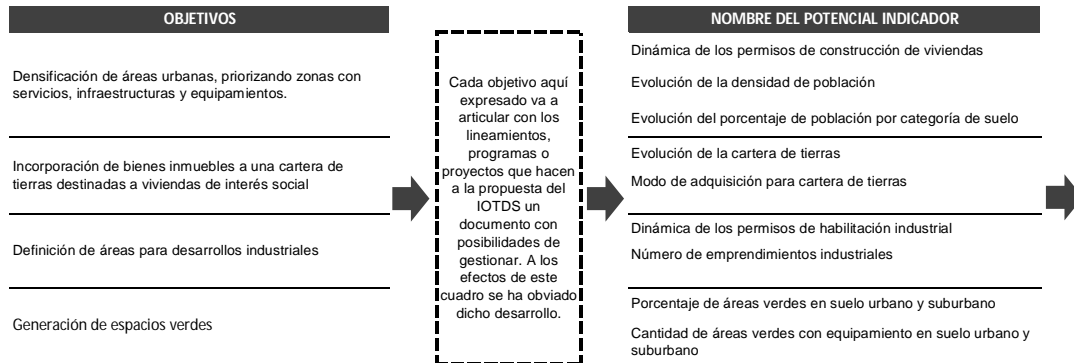 OBJETIVOS
Densificación de áreas urbanas, priorizando zonas con
servicios, infraestructuras y equipamientos.
Incorporación de bienes inmuebles a una cartera de
tierras destinadas a viviendas de interés social
Definición de áreas para desarrollos industriales
Generación de espacios verdes
Cada objetivo aquí
expresado va a
articular con los
lineamientos,
programas o
proyectos que hacen
a la propuesta del
IOTDS un
documento con
posibilidades de
gestionar. A los
efectos de este
cuadro se ha obviado
dicho desarrollo.
NOMBRE DEL POTENCIAL INDICADOR
Dinámica de los permisos de construcción de viviendas
Evolución de la densidad de población
Evolución del porcentaje de población por categoría de suelo
Evolución de la cartera de tierras
Modo de adquisición para cartera de tierras
Dinámica de los permisos de habilitación industrial
Número de emprendimientos industriales
Porcentaje de áreas verdes en suelo urbano y suburbano
Cantidad de áreas verdes con equipamiento en suelo urbano y
suburbano